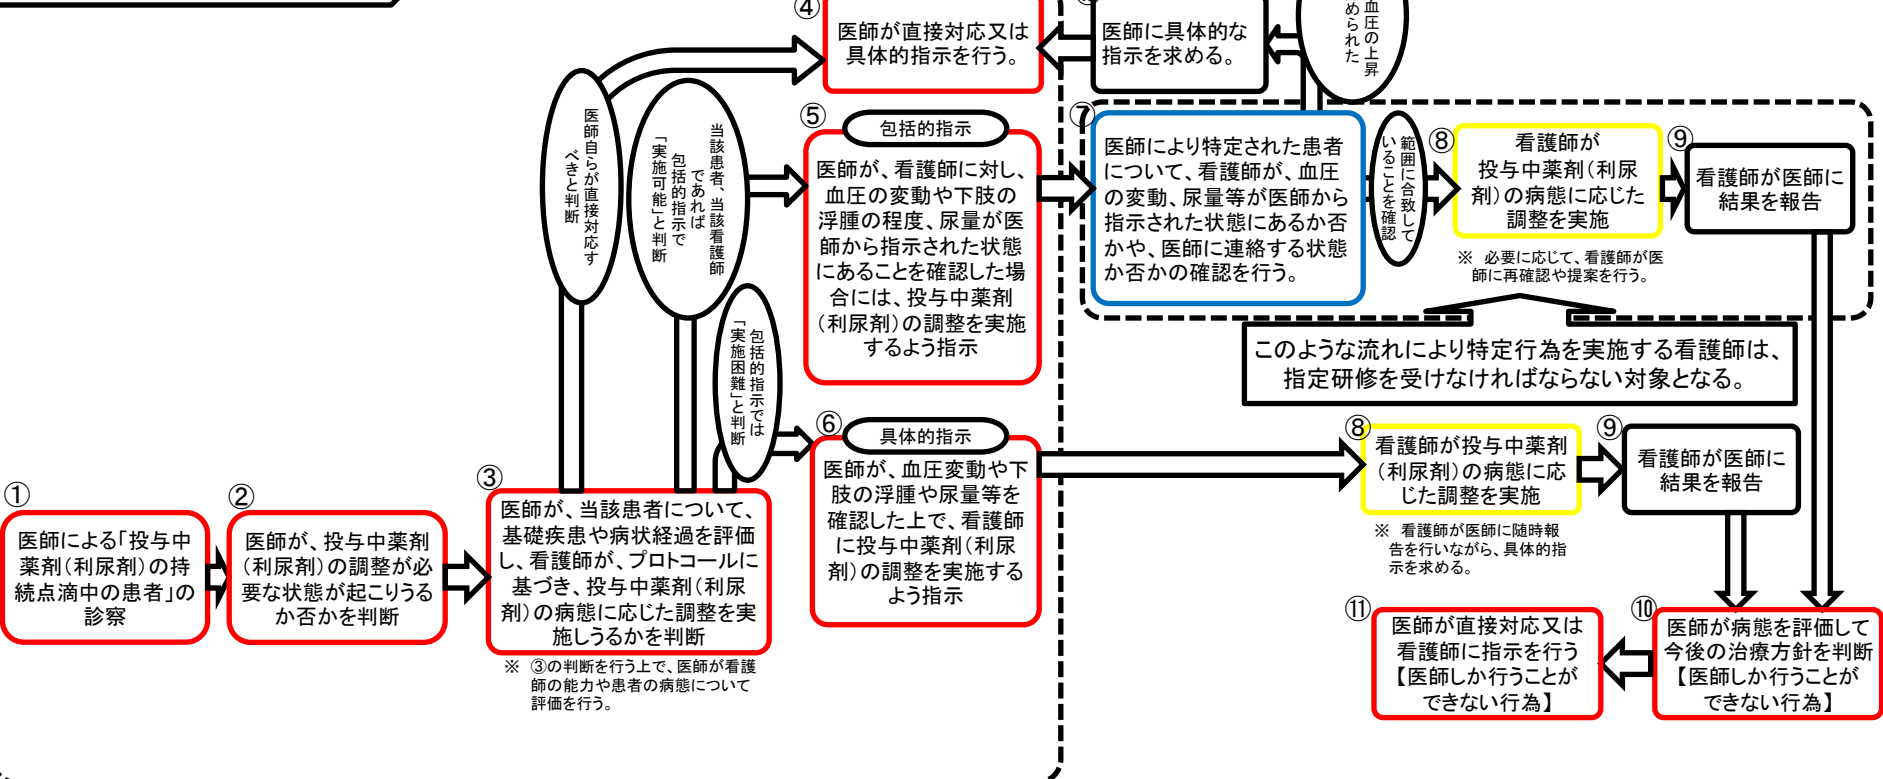 ①
医師による「投与中
薬剤(利尿剤)の持
続点滴中の患者」の
診察
②
医師が、投与中薬剤
(利尿剤)の調整が必
要な状態が起こりうる
か否かを判断
③
医師が、当該患者について、
基礎疾患や病状経過を評価
し、看護師が、プロトコールに
基づき、投与中薬剤(利尿
剤)の病態に応じた調整を実
施しうるかを判断
※ ③の判断を行う上で、医師が看護
師の能力や患者の病態について
評価を行う。
医師自らが直接対応す
べきと判断
当該患者、当該看護師
であれば
包括的指示で
「実施可能」と判断
包括的指示では
「実施困難」と判断
④
医師が直接対応又は
具体的指示を行う。
⑤
包括的指示
医師が、看護師に対し、
血圧の変動や下肢の
浮腫の程度、尿量が医
師から指示された状態
にあることを確認した場
合には、投与中薬剤
(利尿剤)の調整を実施
するよう指示
⑥
具体的指示
医師が、血圧変動や下
肢の浮腫や尿量等を
確認した上で、看護師
に投与中薬剤(利尿
剤)の調整を実施する
よう指示
医師に具体的な
指示を求める。
血圧の上昇
められた
⑦
医師により特定された患者
について、看護師が、血圧
の変動、尿量等が医師から
指示された状態にあるか否
かや、医師に連絡する状態
か否かの確認を行う。
範囲に合致して
いることを確認
⑧
看護師が
投与中薬剤(利尿
剤)の病態に応じた
調整を実施
※ 必要に応じて、看護師が医
師に再確認や提案を行う。
⑨
看護師が医師に
結果を報告
このような流れにより特定行為を実施する看護師は、
指定研修を受けなければならない対象となる。
⑧
看護師が投与中薬剤
(利尿剤)の病態に応
じた調整を実施
※ 看護師が医師に随時報
告を行いながら、具体的指
示を求める。
⑨
看護師が医師に
結果を報告
⑩
医師が病態を評価して
今後の治療方針を判断
【医師しか行うことが
できない行為】
⑪
医師が直接対応又は
看護師に指示を行う
【医師しか行うことが
できない行為】